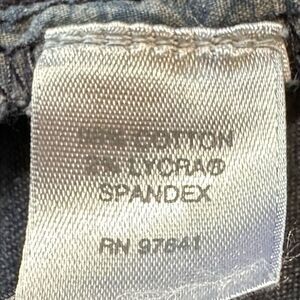 COTTON
2% LYCRA®
SPANDEX
RN 97641